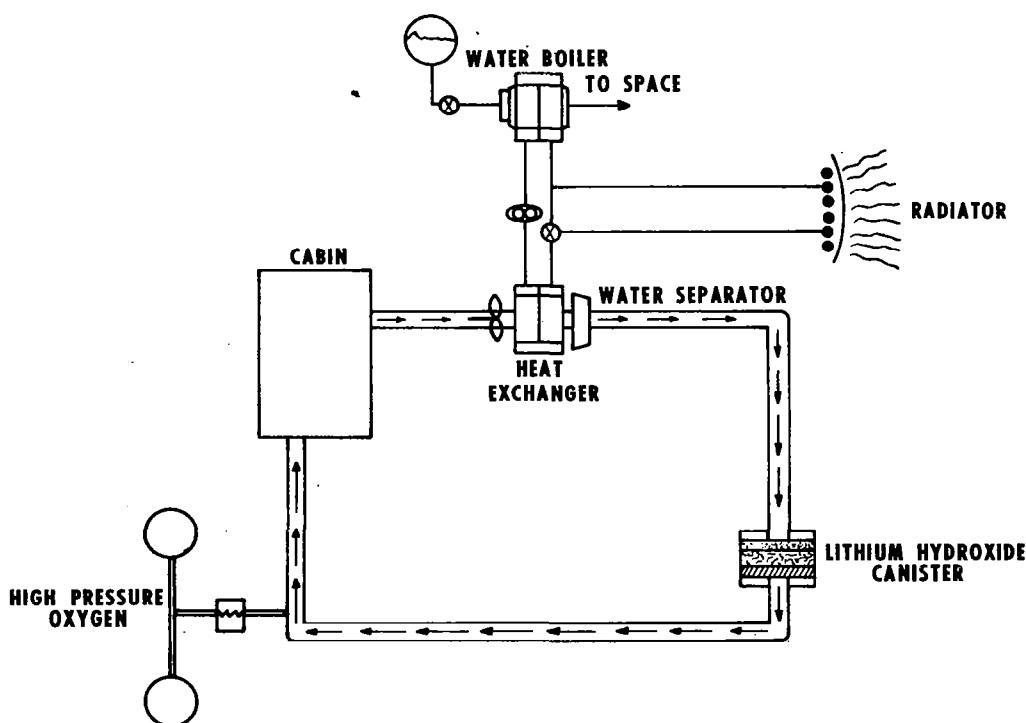 WATER BOILER
TO SPACE
RADIATOR
CABIN
WATER SEPARATOR
HEAT
EXCHANGER
LITHIUM HYDROXIDE
CANISTER
HIGH PRESSURE
OXYGEN